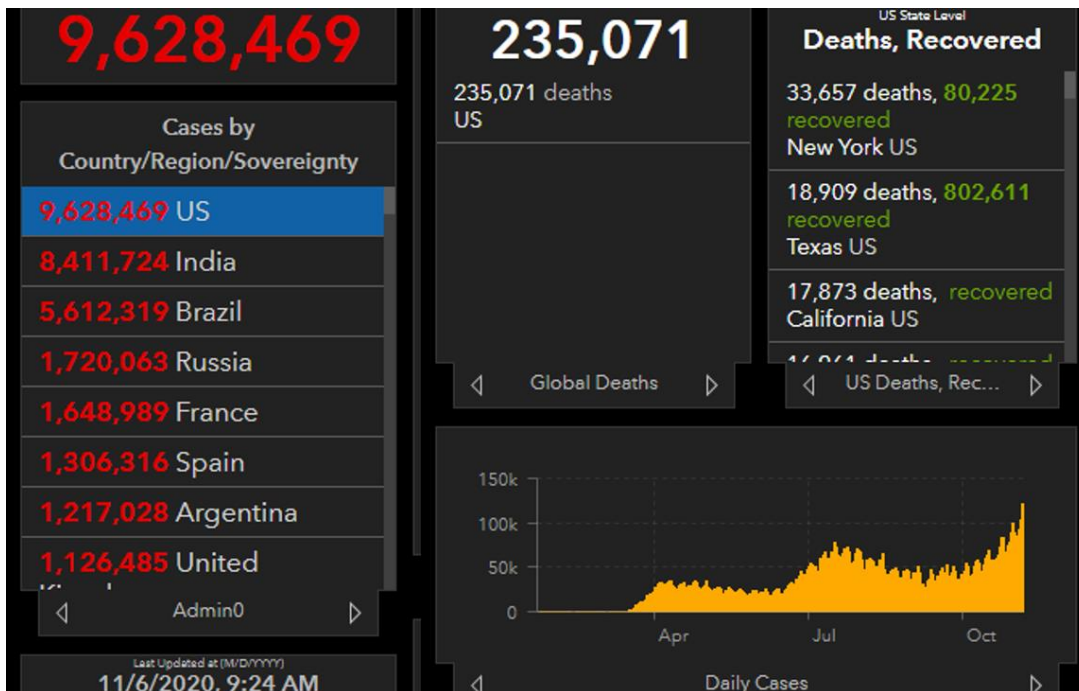 9,628,469
Cases by
Country/Region/Sovereignty
9,628,469 US
8,411,724 India
5,612,319 Brazil
1,720,063 Russia
1,648,989 France
1,306,316 Spain
1,217,028 Argentina
1,126,485 United
Admin0
Last Updated at (M/D/YYYY)
11/6/2020, 9:24 AM
235,071
235,071 deaths
US
Global Deaths
US State Level
Deaths, Recovered
33,657 deaths, 80,225
recovered
New York US
18,909 deaths, 802,611
recovered
Texas US
17,873 deaths, recovered
California US
US Deaths, Rec...
150k
100k
50k
0
Apr Jul Oct
Daily Cases